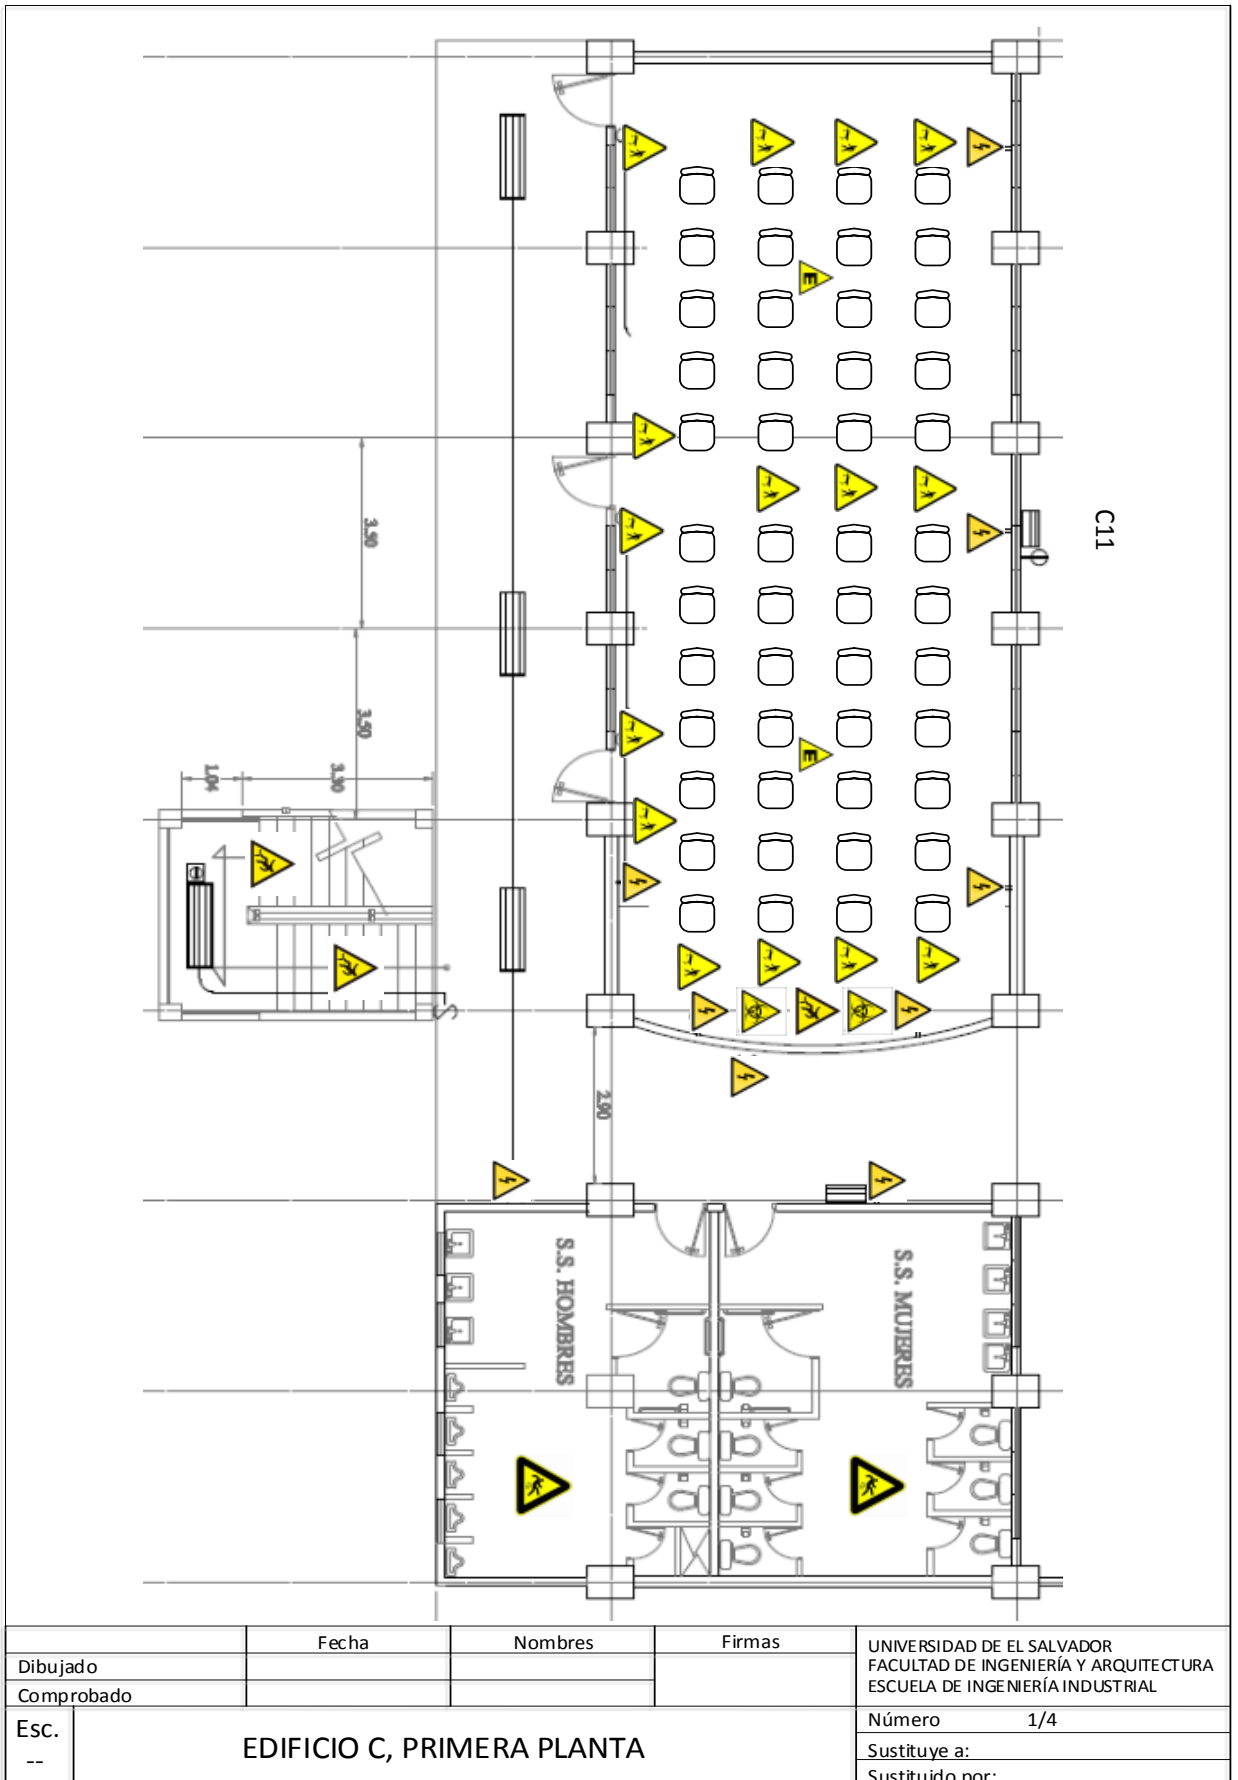 C11
3.50
3.50
3.30
1.04
E
E
S
2.90
S.S. HOMBRES
S.S. MUJERES
Fecha
Nombres
Firmas
Dibujado
Comprobado
UNIVERSIDAD DE EL SALVADOR
FACULTAD DE INGENIERÍA Y ARQUITECTURA
ESCUELA DE INGENIERÍA INDUSTRIAL
Esc.
--
EDIFICIO C, PRIMERA PLANTA
Número 1/4
Sustituye a:
Sustituido por: